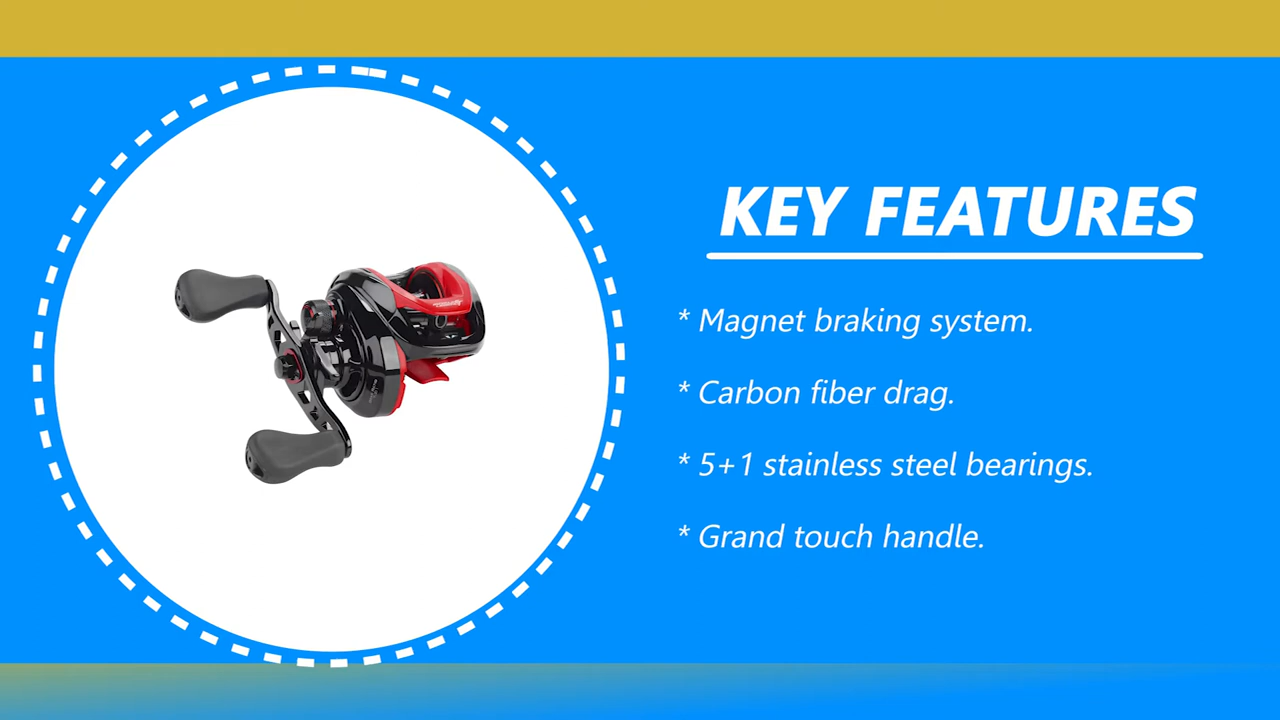 KEY FEATURES
* Magnet braking system.
* Carbon fiber drag.
* 5+1 stainless steel bearings.
* Grand touch handle.